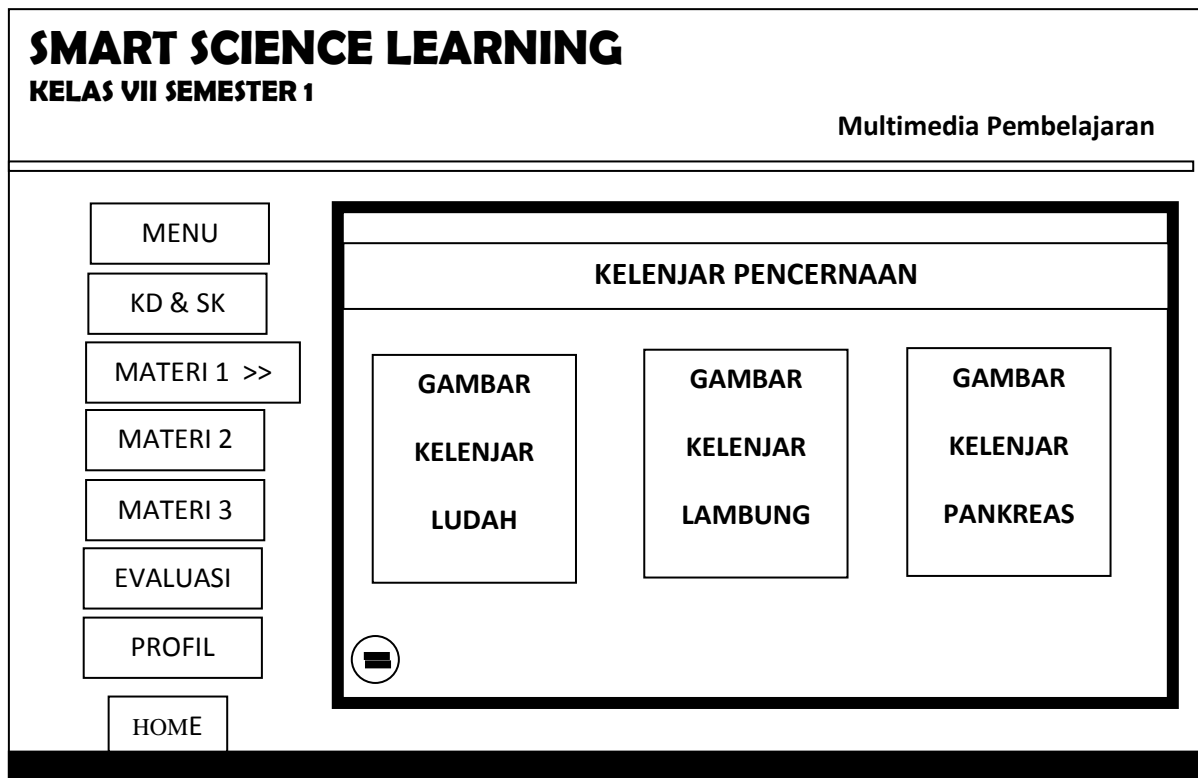 SMART SCIENCE LEARNING
KELAS VII SEMESTER 1
Multimedia Pembelajaran
MENU
KD & SK
MATERI 1 >>
MATERI 2
MATERI 3
EVALUASI
PROFIL
HOME
KELENJAR PENCERNAAN
GAMBAR
KELENJAR
LUDAH
GAMBAR
KELENJAR
LAMBUNG
GAMBAR
KELENJAR
PANKREAS